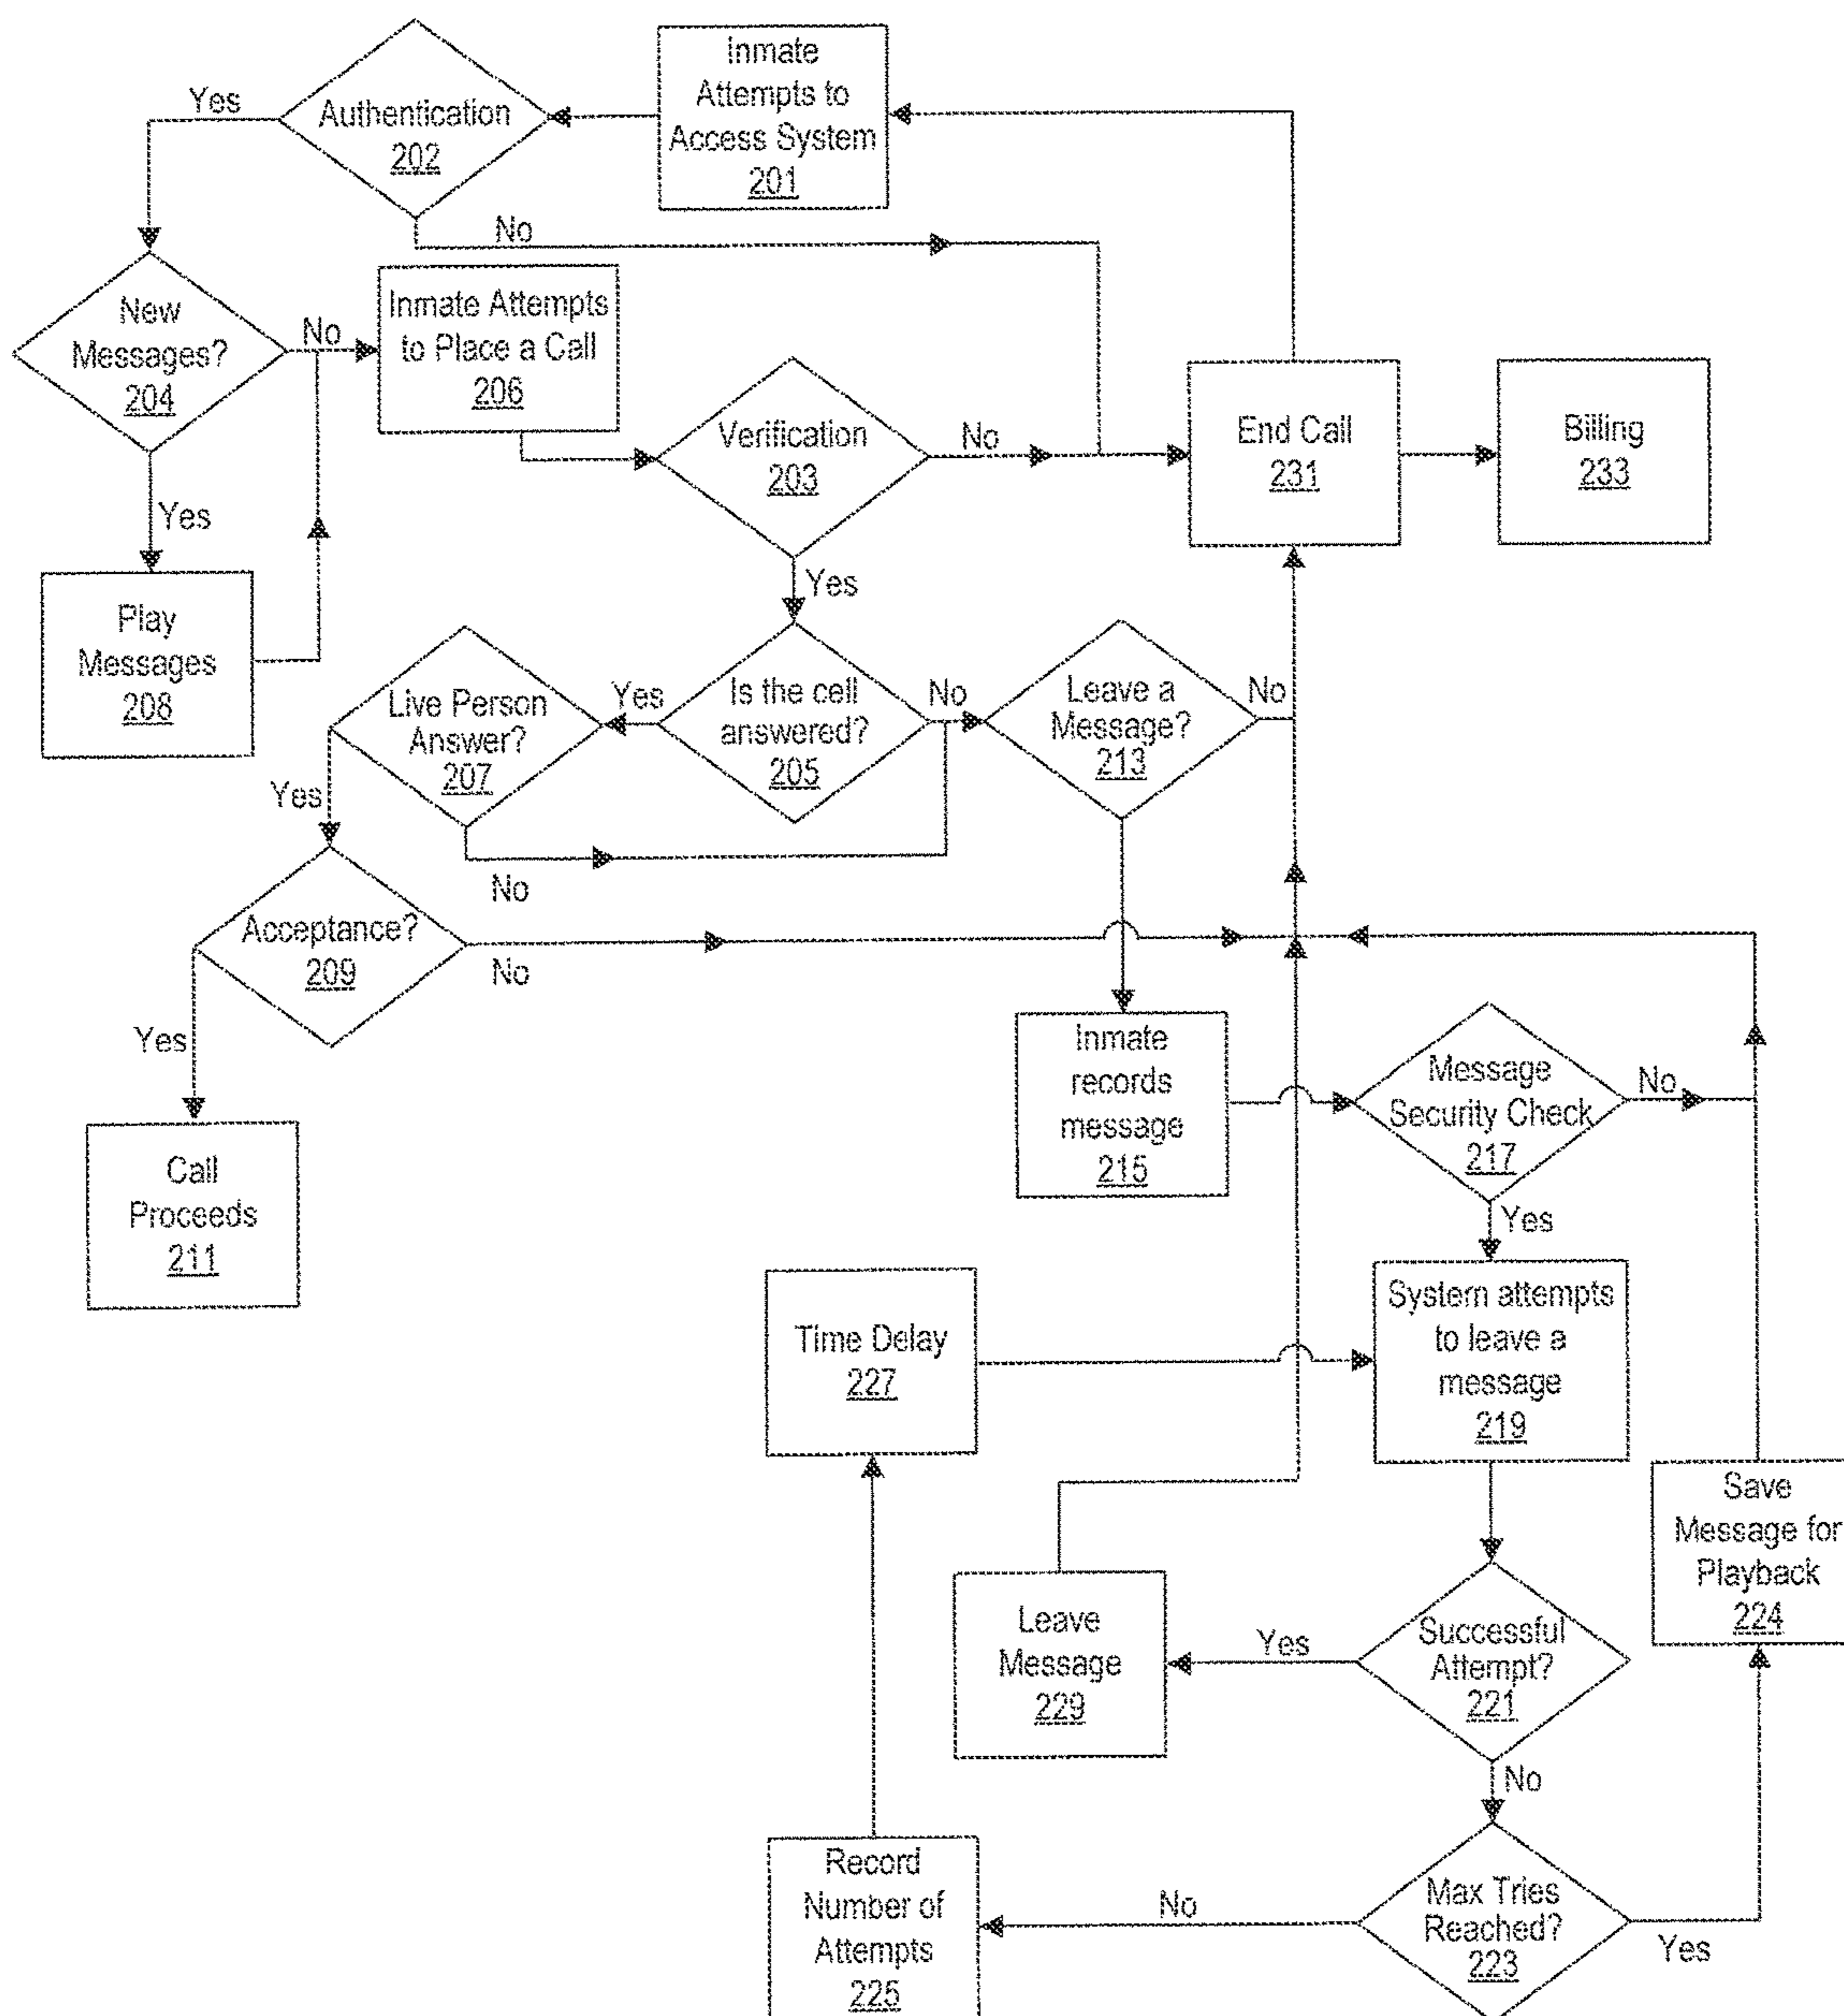 Inmate
Attempts to
Access System
201
Authentication
202
Yes
No
New
Messages?
204
No
Yes
Inmate Attempts
to Place a Call
206
Play
Messages
208
Verification
203
No
Yes
End Call
231
Billing
233
Is the cell
answered?
205
Yes
No
Live Person
Answer?
207
Yes
No
Leave a
Message?
213
No
Acceptance?
209
No
Yes
Call
Proceeds
211
Inmate
records
message
215
Message
Security Check
217
No
Yes
System attempts
to leave a
message
219
Time Delay
227
Save
Message for
Playback
224
Successful
Attempt?
221
Yes
No
Leave
Message
229
Max Tries
Reached?
223
No
Yes
Record
Number of
Attempts
225